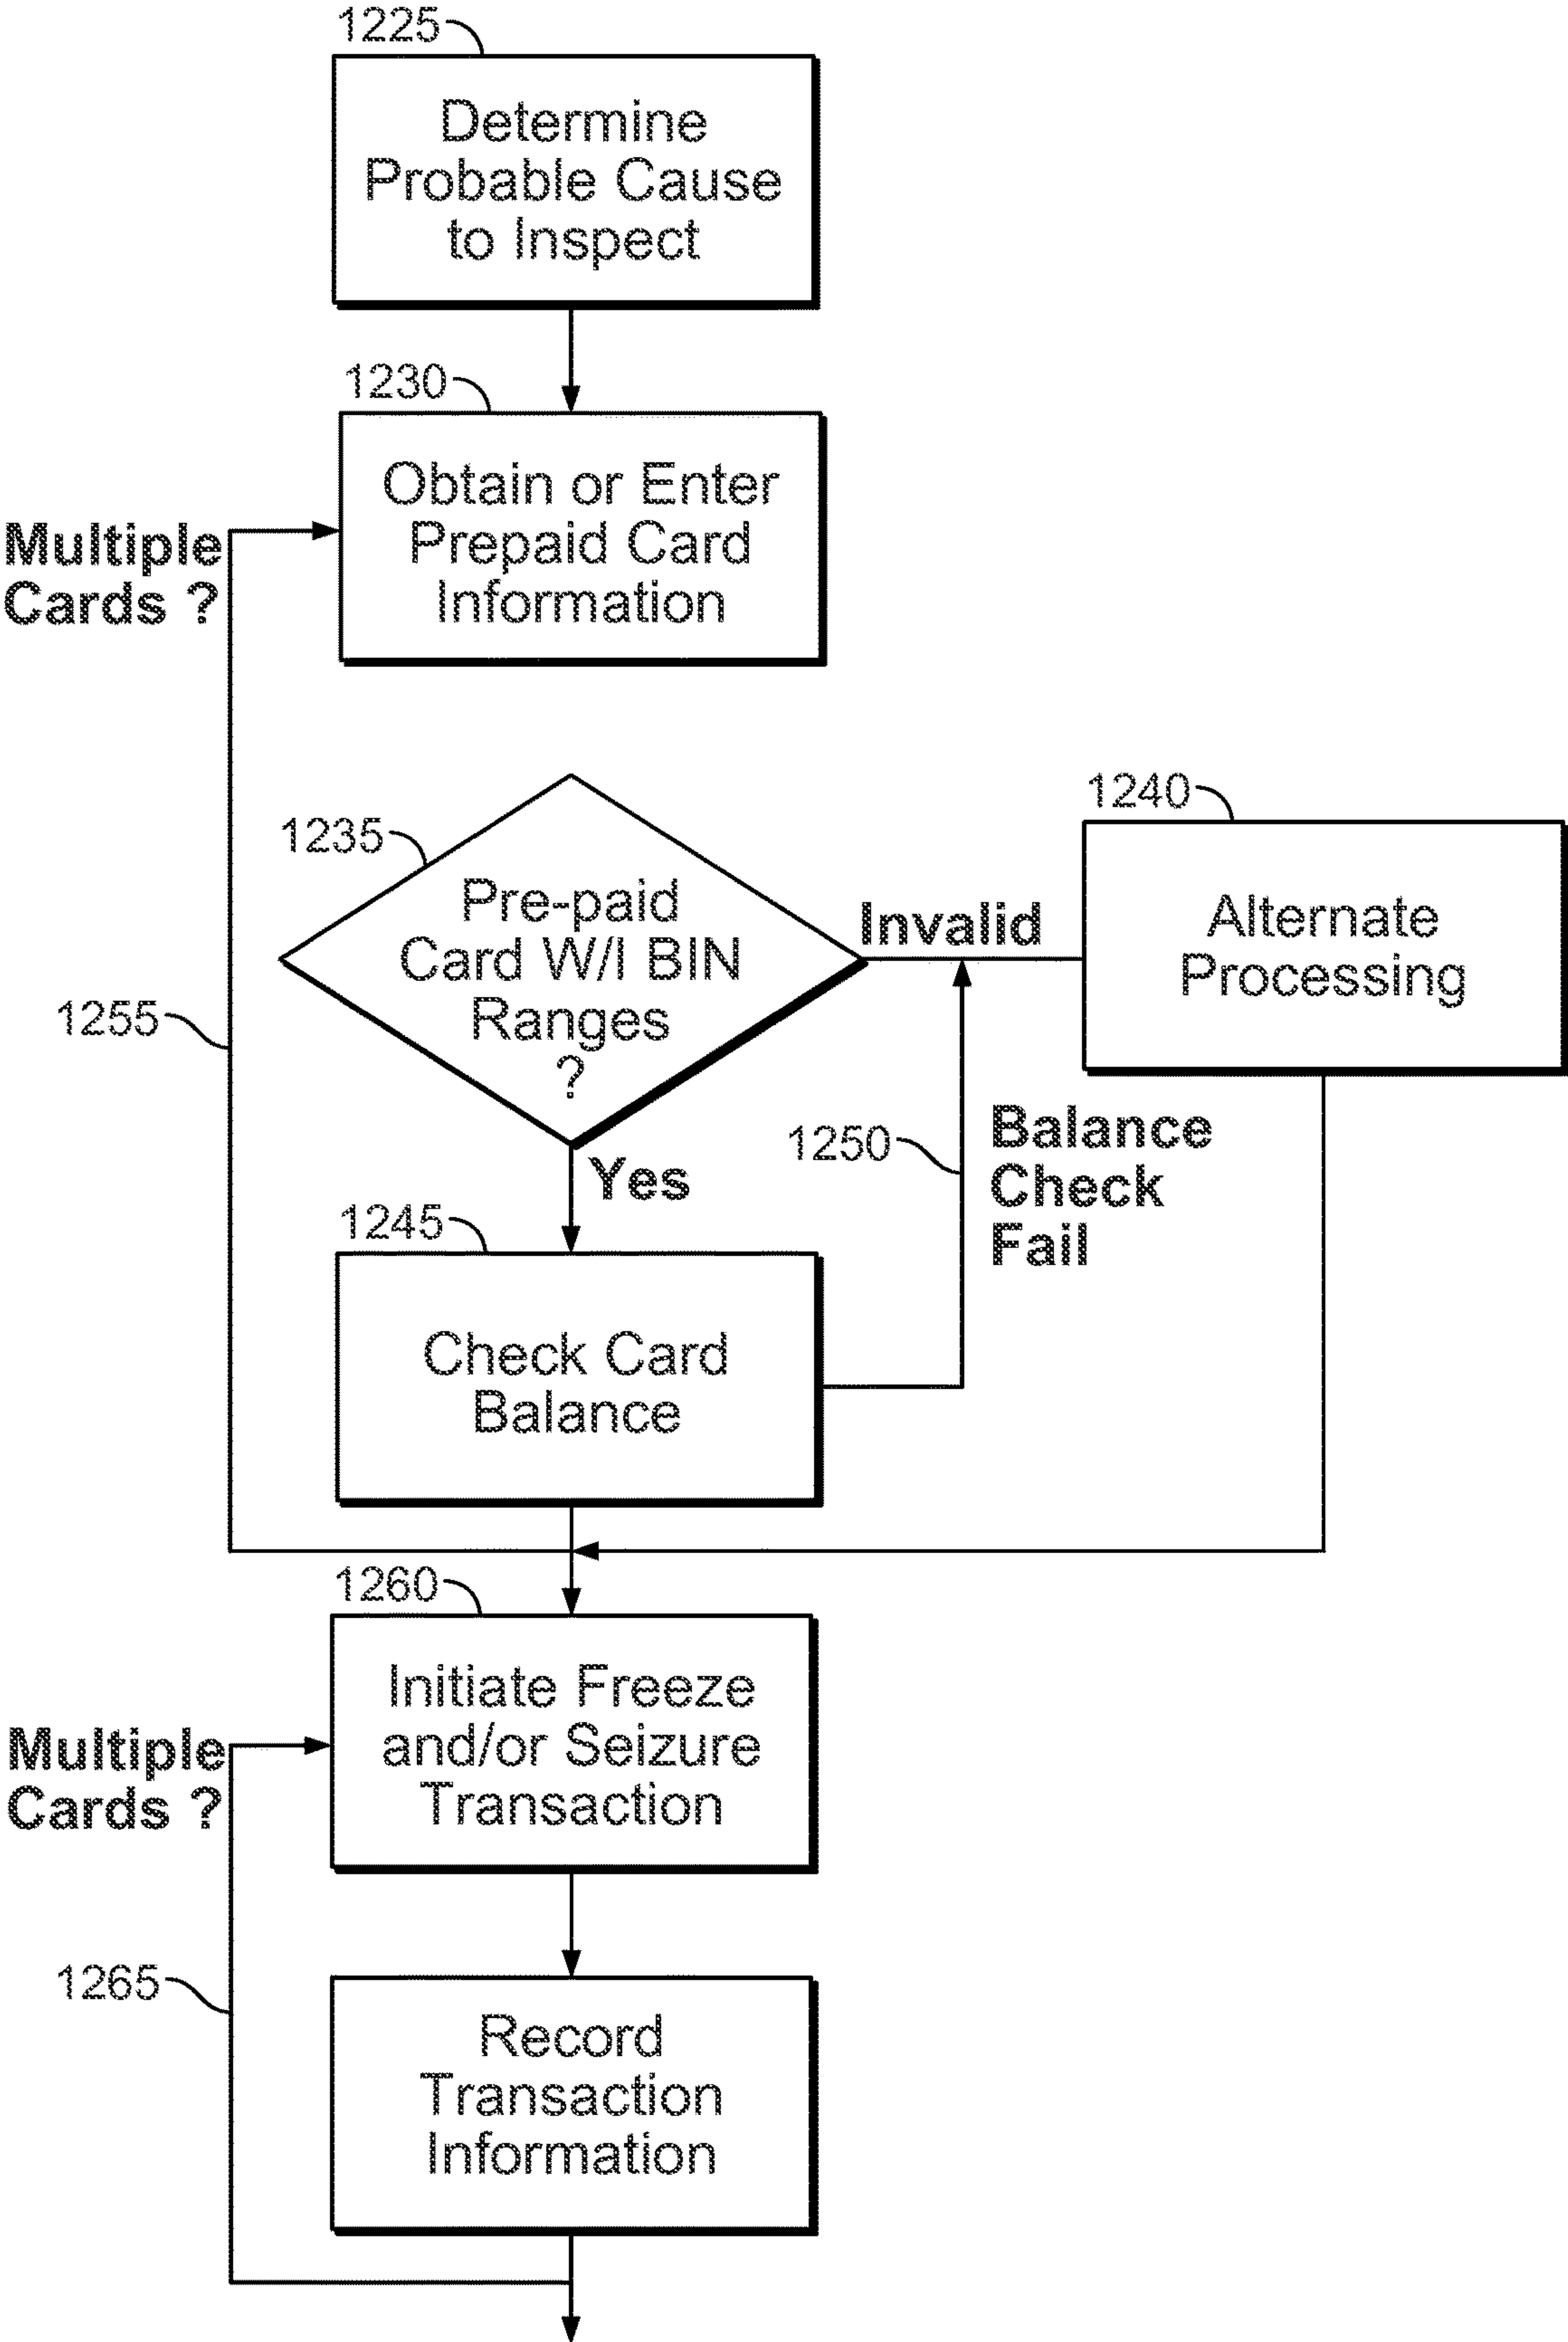 1225
Determine
Probable Cause
to Inspect
1230
Obtain or Enter
Prepaid Card
Information
Multiple
Cards ?
1235
Pre-paid
Card W/I BIN
Ranges
?
Invalid
1240
Alternate
Processing
1255
Yes
1250
Balance
Check
Fail
1245
Check Card
Balance
1260
Initiate Freeze
and/or Seizure
Transaction
Multiple
Cards ?
1265
Record
Transaction
Information